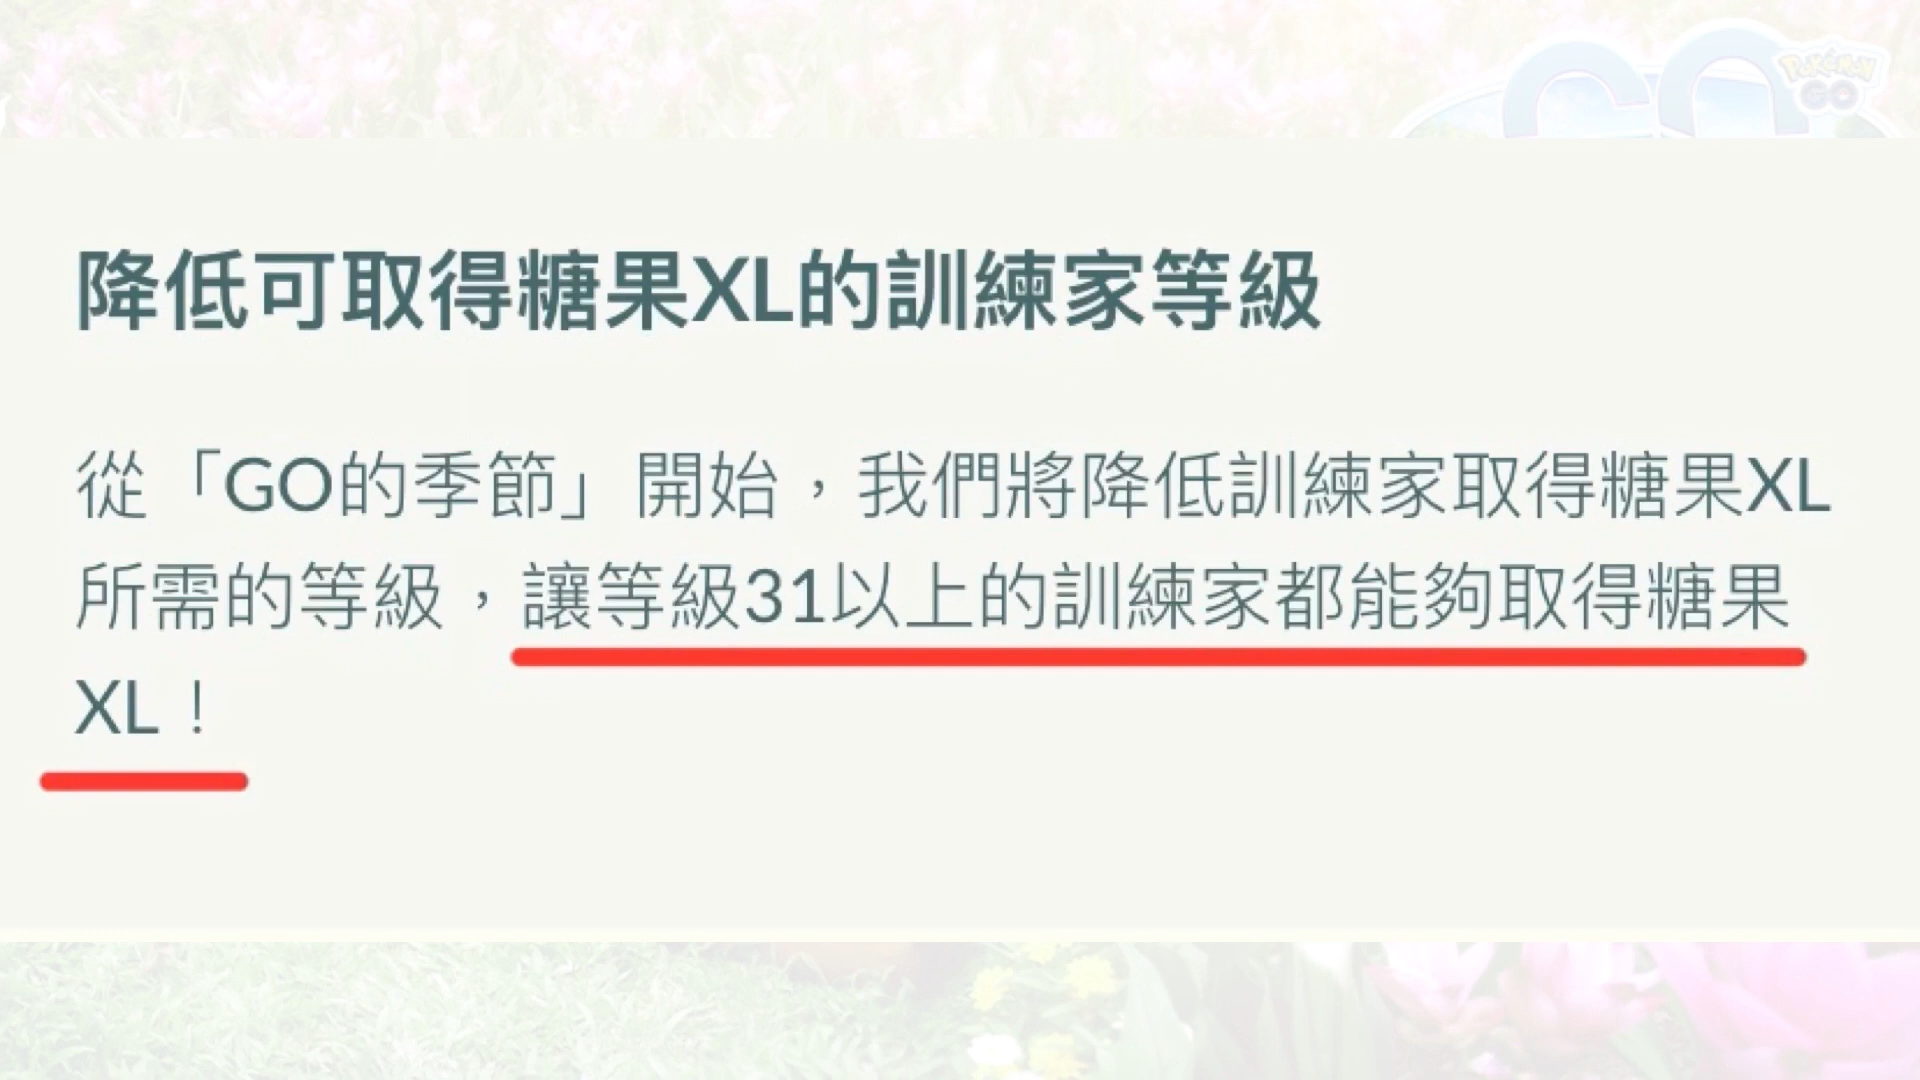 Pokémon
GO
GO
降低可取得糖果XL的訓練家等級
從「GO的季節」開始，我們將降低訓練家取得糖果XL
所需的等級，讓等級31以上的訓練家都能夠取得糖果
XL！